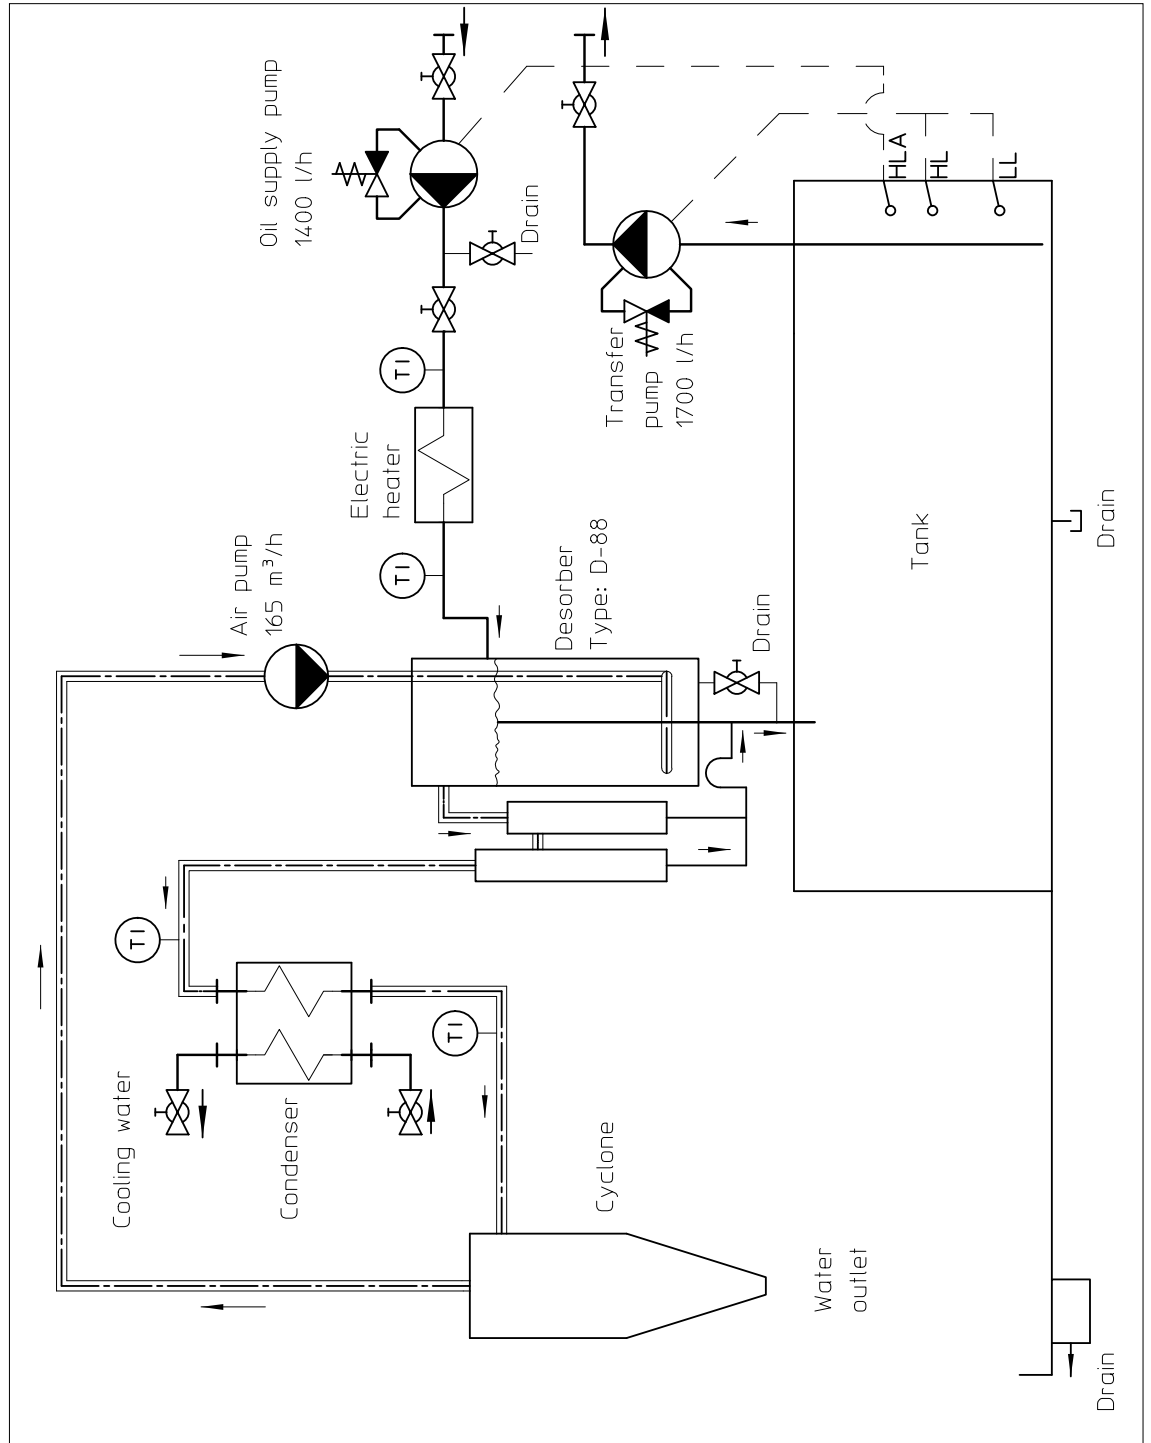 Oil supply pump
1400 l/h
Drain
HLA
HL
LL
TI
Transfer
pump
1700 l/h
Electric
heater
TI
Air pump
165 m³/h
Desorber
Type: D-88
Drain
Tank
Drain
TI
TI
Cooling water
Condenser
Cyclone
Water
outlet
Drain